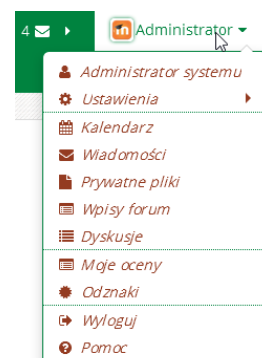 4 Administrator
Administrator systemu
Ustawienia
Kalendarz
Wiadomości
Prywatne pliki
Wpisy forum
Dyskusje
Moje oceny
Odznaki
Wyloguj
Pomoc